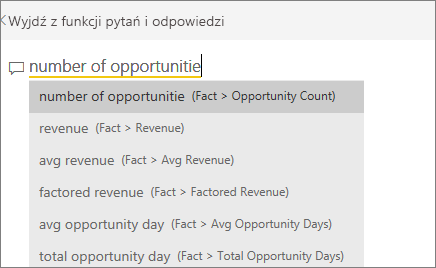 Wyjdź z funkcji pytań i odpowiedzi
number of opportunitie
number of opportunitie (Fact > Opportunity Count)
revenue (Fact > Revenue)
avg revenue (Fact > Avg Revenue)
factored revenue (Fact > Factored Revenue)
avg opportunity day (Fact > Avg Opportunity Days)
total opportunity day (Fact > Total Opportunity Days)